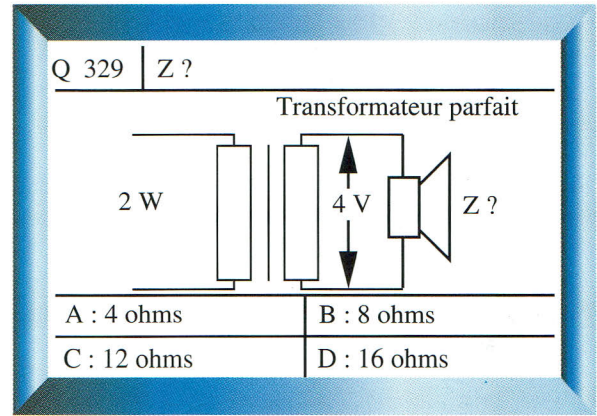 Q 329 Z ?
Transformateur parfait
2 W 4 V Z ?
A : 4 ohms B : 8 ohms
C : 12 ohms D : 16 ohms